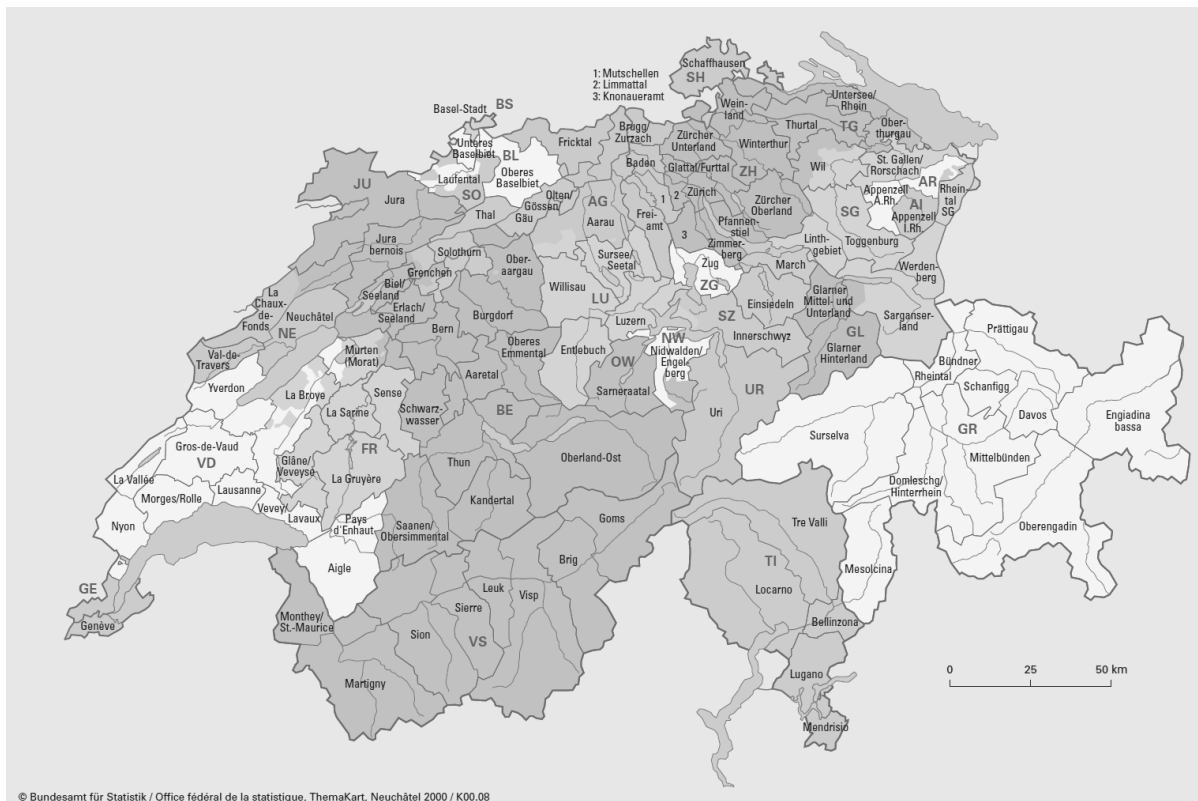 Schaffhausen
SH
1: Mutschellen
2: Limmattal
3: Knonaueramt
Untersee/
Rhein
Wein-
land
BS
Basel-Stadt
TG
Ober-
thurgau
Thurtal
Brugg/
Zurzach
Zürcher
Unterland
Winterthur
Fricktal
Unteres
Baselbiet
BL
Oberes
Baselbiet
Baden
Glattal/Furttal
ZH
Wil
St. Gallen/
Rorschach
AR
Laufental
SO
JU
Jura
Olten/
Gösgen/
Gäu
Thal
AG
Aarau
Frei-
amt
1
2
3
Zürich
Zürcher
Oberland
Pfannen-
stiel
Zimmer-
berg
Appenzell
A.Rh.
AI
Appenzell
I.Rh.
Rhein-
tal
SG
SG
Toggenburg
Linth-
gebiet
Werden-
berg
Jura
bernois
Solothurn
Grenchen
Ober-
aargau
Sursee/
Seetal
Zug
ZG
March
Biel/
Seeland
Willisau
LU
Einsiedeln
Glarner
Mittel- und
Unterland
La
Chaux-
de-
Fonds
Neuchâtel
NE
Erlach/
Seeland
Burgdorf
Bern
Luzern
SZ
Innerschwyz
GL
Sarganser-
land
Glarner
Hinterland
Val-de-
Travers
Murten
(Morat)
Oberes
Emmental
Entlebuch
OW
NW
Nidwalden/
Engel-
berg
Prättigau
Bündner
Rheintal
Schanfigg
Yverdon
La Broye
Sense
Aaretal
Sarneraatal
UR
Uri
Davos
Engiadina
bassa
GR
La Sarine
Schwarz-
wasser
BE
Surselva
Mittelbünden
Gros-de-Vaud
VD
FR
Glâne/
Veveyse
La Gruyère
Thun
Oberland-Ost
La Vallée
Morges/Rolle
Lausanne
Kandertal
Domleschg/
Hinterrhein
Nyon
Vevey/
Lavaux
Pays
d'Enhaut
Saanen/
Obersimmental
Goms
Tre Valli
Oberengadin
Aigle
Brig
TI
Mesolcina
GE
Genève
Leuk
Visp
Locarno
Monthey/
St.-Maurice
Sierre
Sion
VS
Bellinzona
Martigny
Lugano
0 25 50 km
Mendrisio
© Bundesamt für Statistik / Office fédéral de la statistique, ThemaKart, Neuchâtel 2000 / K00.08